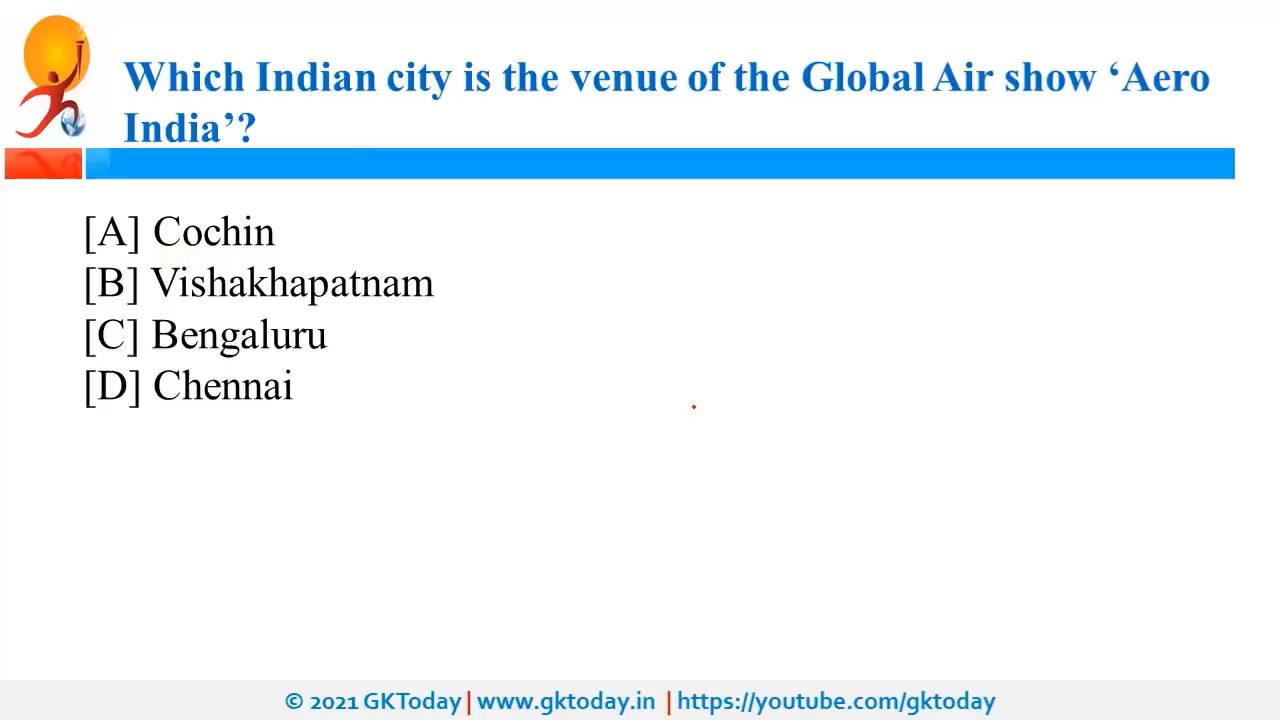 Which Indian city is the venue of the Global Air show ‘Aero
India’?
[A] Cochin
[B] Vishakhapatnam
[C] Bengaluru
[D] Chennai
© 2021 GKToday | www.gktoday.in | https://youtube.com/gktoday